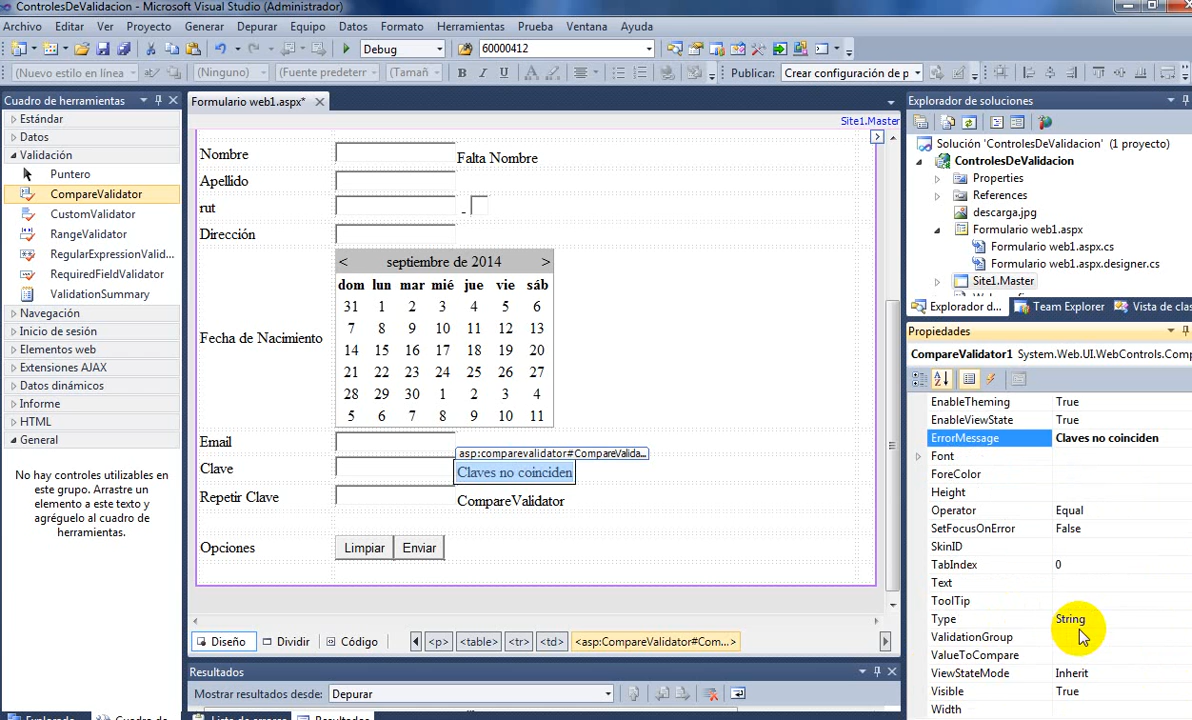 ControlesDeValidacion - Microsoft Visual Studio (Administrador)
Archivo Editar Ver Proyecto Generar Depurar Equipo Datos Formato Herramientas Prueba Ventana Ayuda
Debug 60000412
(Nuevo estilo en línea (Ninguno) (Fuente predeterr (Tamañ Publicar: Crear configuración de p
Cuadro de herramientas
Estándar
Datos
Validación
Puntero
CompareValidator
CustomValidator
RangeValidator
RegularExpressionValid...
RequiredFieldValidator
ValidationSummary
Navegación
Inicio de sesión
Elementos web
Extensiones AJAX
Datos dinámicos
Informe
HTML
General
No hay controles utilizables en
este grupo. Arrastre un
elemento a este texto y
agréguelo al cuadro de
herramientas.
Formulario web1.aspx*
Site1.Master
Nombre Falta Nombre
Apellido
rut -
Dirección
Fecha de Nacimiento
< septiembre de 2014 >
dom lun mar mié jue vie sáb
31 1 2 3 4 5 6
7 8 9 10 11 12 13
14 15 16 17 18 19 20
21 22 23 24 25 26 27
28 29 30 1 2 3 4
5 6 7 8 9 10 11
Email
asp:comparevalidator#CompareValida...
Clave Claves no coinciden
Repetir Clave CompareValidator
Opciones Limpiar Enviar
Diseño Dividir Código <p> <table> <tr> <td> <asp:CompareValidator#Com...>
Resultados
Mostrar resultados desde: Depurar
Explorador de soluciones
Solución 'ControlesDeValidacion' (1 proyecto)
ControlesDeValidacion
Properties
References
descarga.jpg
Formulario web1.aspx
Formulario web1.aspx.cs
Formulario web1.aspx.designer.cs
Site1.Master
Explorador d... Team Explorer Vista de clas
Propiedades
CompareValidator1 System.Web.UI.WebControls.Comp
EnableTheming True
EnableViewState True
ErrorMessage Claves no coinciden
Font
ForeColor
Height
Operator Equal
SetFocusOnError False
SkinID
TabIndex 0
Text
ToolTip
Type String
ValidationGroup
ValueToCompare
ViewStateMode Inherit
Visible True
Width